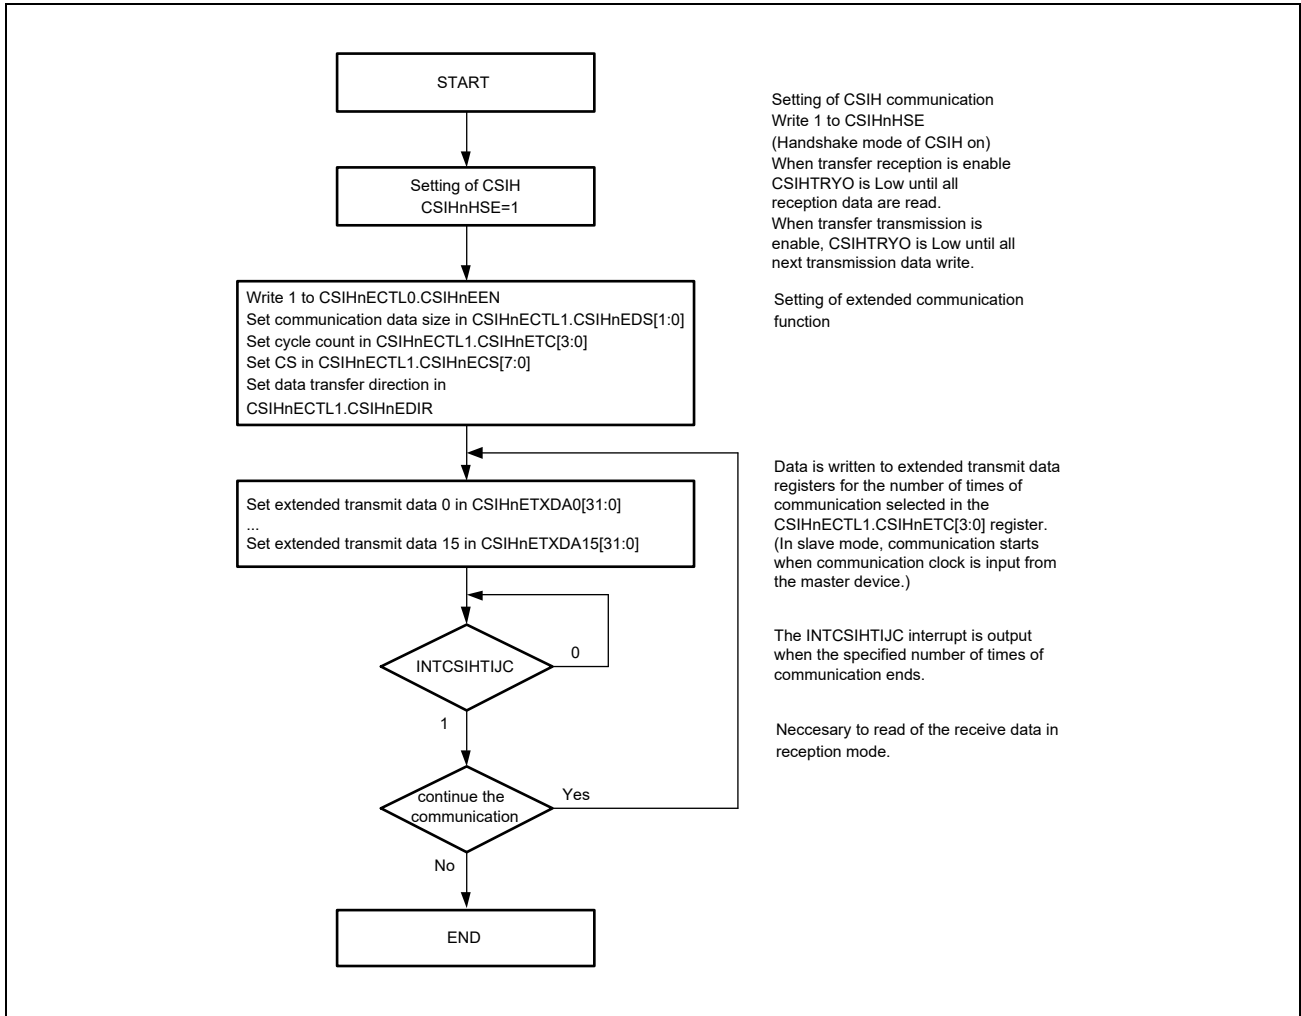 START
Setting of CSIH communication
Write 1 to CSIHnHSE
(Handshake mode of CSIH on)
When transfer reception is enable
CSIHTRYO is Low until all
reception data are read.
When transfer transmission is
enable, CSIHTRYO is Low until all
next transmission data write.
Setting of CSIH
CSIHnHSE=1
Setting of extended communication
function
Write 1 to CSIHnECTL0.CSIHnEEN
Set communication data size in CSIHnECTL1.CSIHnEDS[1:0]
Set cycle count in CSIHnECTL1.CSIHnETC[3:0]
Set CS in CSIHnECTL1.CSIHnECS[7:0]
Set data transfer direction in
CSIHnECTL1.CSIHnEDIR
Data is written to extended transmit data
registers for the number of times of
communication selected in the
CSIHnECTL1.CSIHnETC[3:0] register.
(In slave mode, communication starts
when communication clock is input from
the master device.)
Set extended transmit data 0 in CSIHnETXDA0[31:0]
...
Set extended transmit data 15 in CSIHnETXDA15[31:0]
The INTCSIHTIJC interrupt is output
when the specified number of times of
communication ends.
INTCSIHTIJC
0
1
Neccesary to read of the receive data in
reception mode.
continue the
communication
Yes
No
END